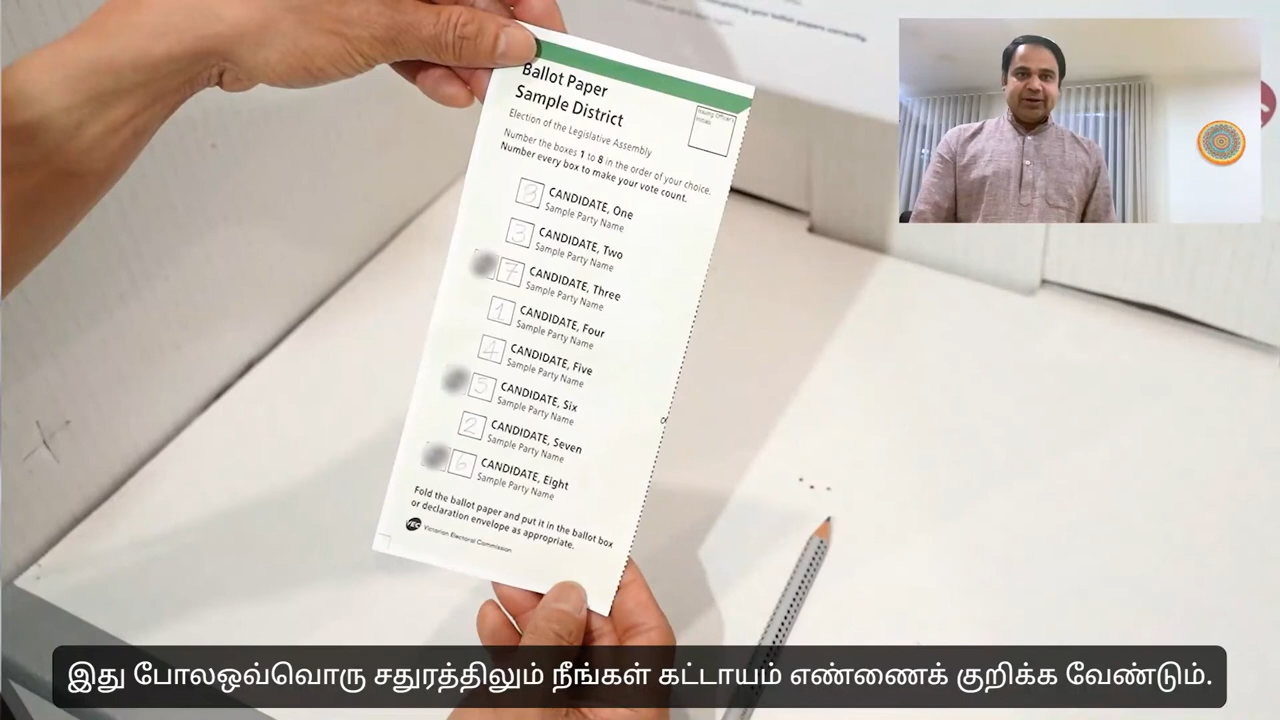 Ballot Paper
Sample District
Election of the Legislative Assembly
Number the boxes 1 to 8 in the order of your choice.
Number every box to make your vote count.
8 CANDIDATE, One
Sample Party Name
3 CANDIDATE, Two
Sample Party Name
7 CANDIDATE, Three
Sample Party Name
1 CANDIDATE, Four
Sample Party Name
4 CANDIDATE, Five
Sample Party Name
5 CANDIDATE, Six
Sample Party Name
2 CANDIDATE, Seven
Sample Party Name
6 CANDIDATE, Eight
Sample Party Name
Fold the ballot paper and put it in the ballot box
or declaration envelope as appropriate.
VEC Victorian Electoral Commission
இது போலஒவ்வொரு சதுரத்திலும் நீங்கள் கட்டாயம் எண்ணைக் குறிக்க வேண்டும்.